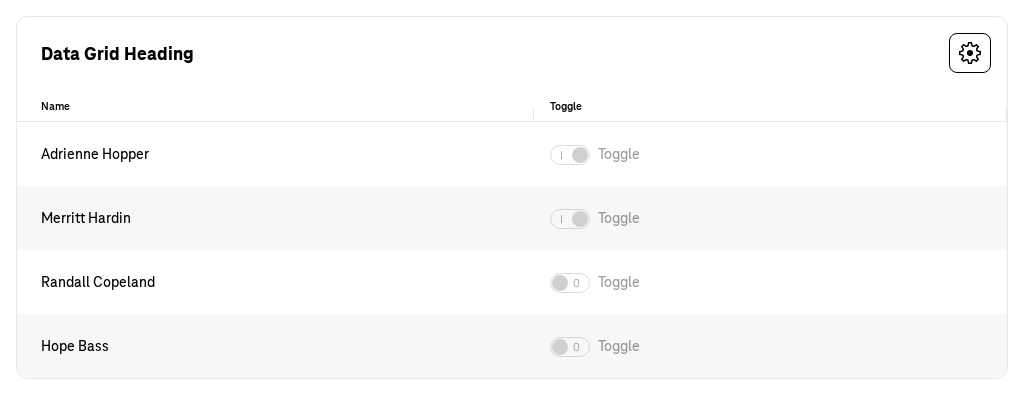 Data Grid Heading
Name Toggle
Adrienne Hopper I Toggle
Merritt Hardin I Toggle
Randall Copeland 0 Toggle
Hope Bass 0 Toggle